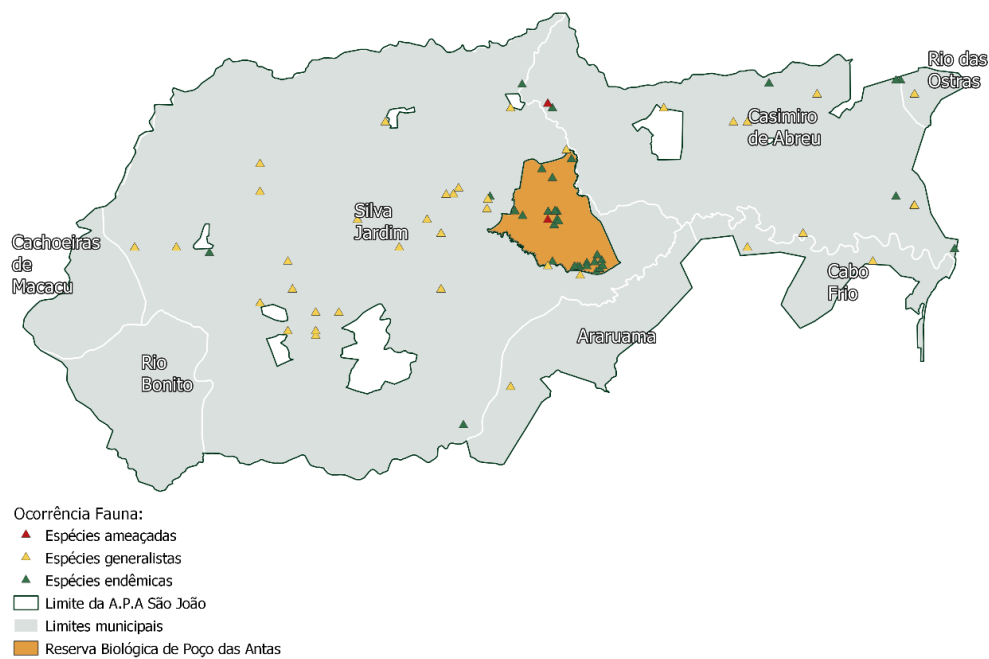 Rio das
Ostras
Casimiro
de Abreu
Silva
Jardim
Cachoeiras
de
Macacu
Cabo
Frio
Araruama
Rio
Bonito
Ocorrência Fauna:
Espécies ameaçadas
Espécies generalistas
Espécies endêmicas
Limite da A.P.A São João
Limites municipais
Reserva Biológica de Poço das Antas